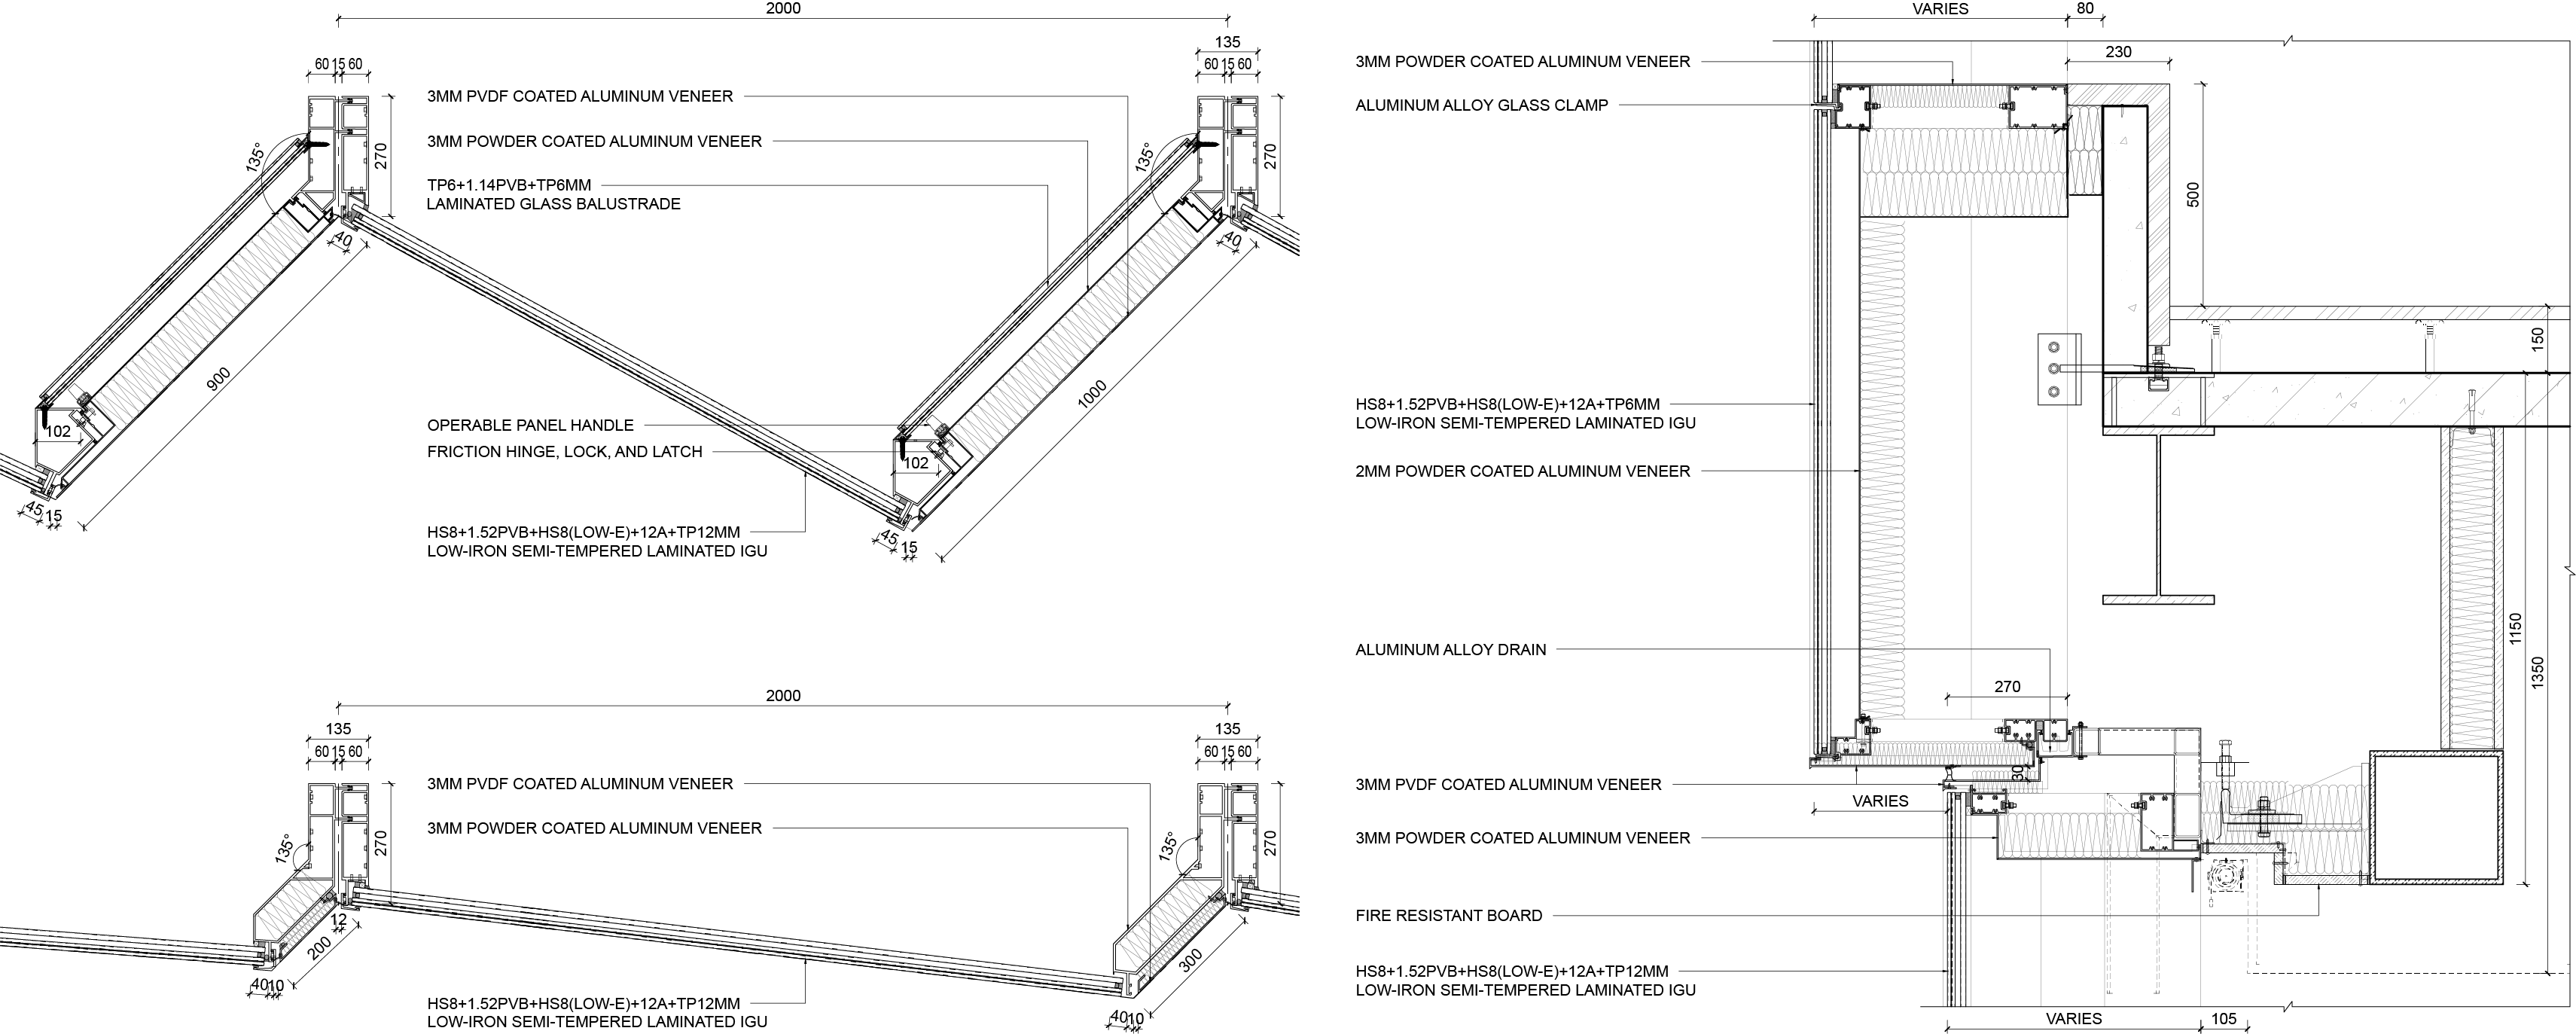 2000
135
60 15 60
60 15 60
3MM PVDF COATED ALUMINUM VENEER
3MM POWDER COATED ALUMINUM VENEER
135°
270
135°
270
TP6+1.14PVB+TP6MM
LAMINATED GLASS BALUSTRADE
40
40
900
1000
OPERABLE PANEL HANDLE
FRICTION HINGE, LOCK, AND LATCH
102
102
45
15
45
15
HS8+1.52PVB+HS8(LOW-E)+12A+TP12MM
LOW-IRON SEMI-TEMPERED LAMINATED IGU
2000
135
135
60 15 60
60 15 60
3MM PVDF COATED ALUMINUM VENEER
3MM POWDER COATED ALUMINUM VENEER
135°
270
135°
270
12
200
300
40
10
40
10
HS8+1.52PVB+HS8(LOW-E)+12A+TP12MM
LOW-IRON SEMI-TEMPERED LAMINATED IGU
VARIES
80
230
3MM POWDER COATED ALUMINUM VENEER
ALUMINUM ALLOY GLASS CLAMP
500
150
HS8+1.52PVB+HS8(LOW-E)+12A+TP6MM
LOW-IRON SEMI-TEMPERED LAMINATED IGU
2MM POWDER COATED ALUMINUM VENEER
1150
1350
ALUMINUM ALLOY DRAIN
270
30
3MM PVDF COATED ALUMINUM VENEER
VARIES
3MM POWDER COATED ALUMINUM VENEER
FIRE RESISTANT BOARD
HS8+1.52PVB+HS8(LOW-E)+12A+TP12MM
LOW-IRON SEMI-TEMPERED LAMINATED IGU
VARIES
105